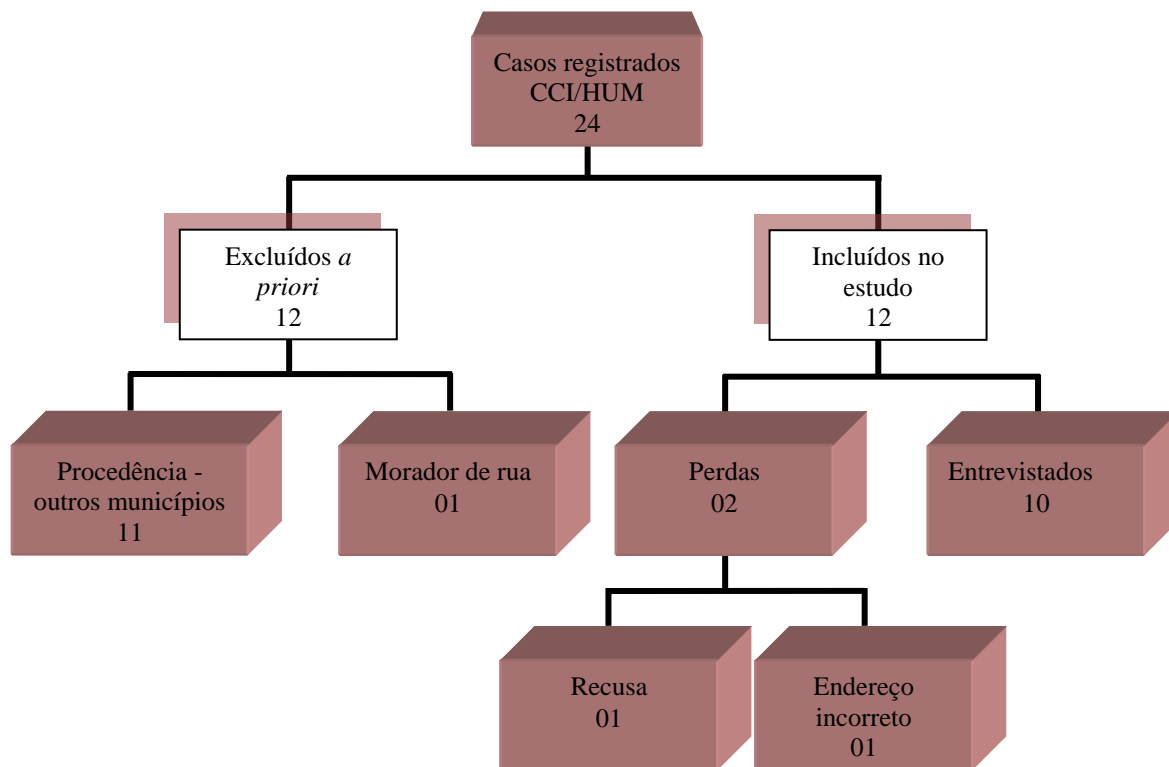 Casos registrados
CCI/HUM
24
Excluídos a
priori
12
Incluídos no
estudo
12
Procedência -
outros municípios
11
Morador de rua
01
Perdas
02
Entrevistados
10
Recusa
01
Endereço
incorreto
01